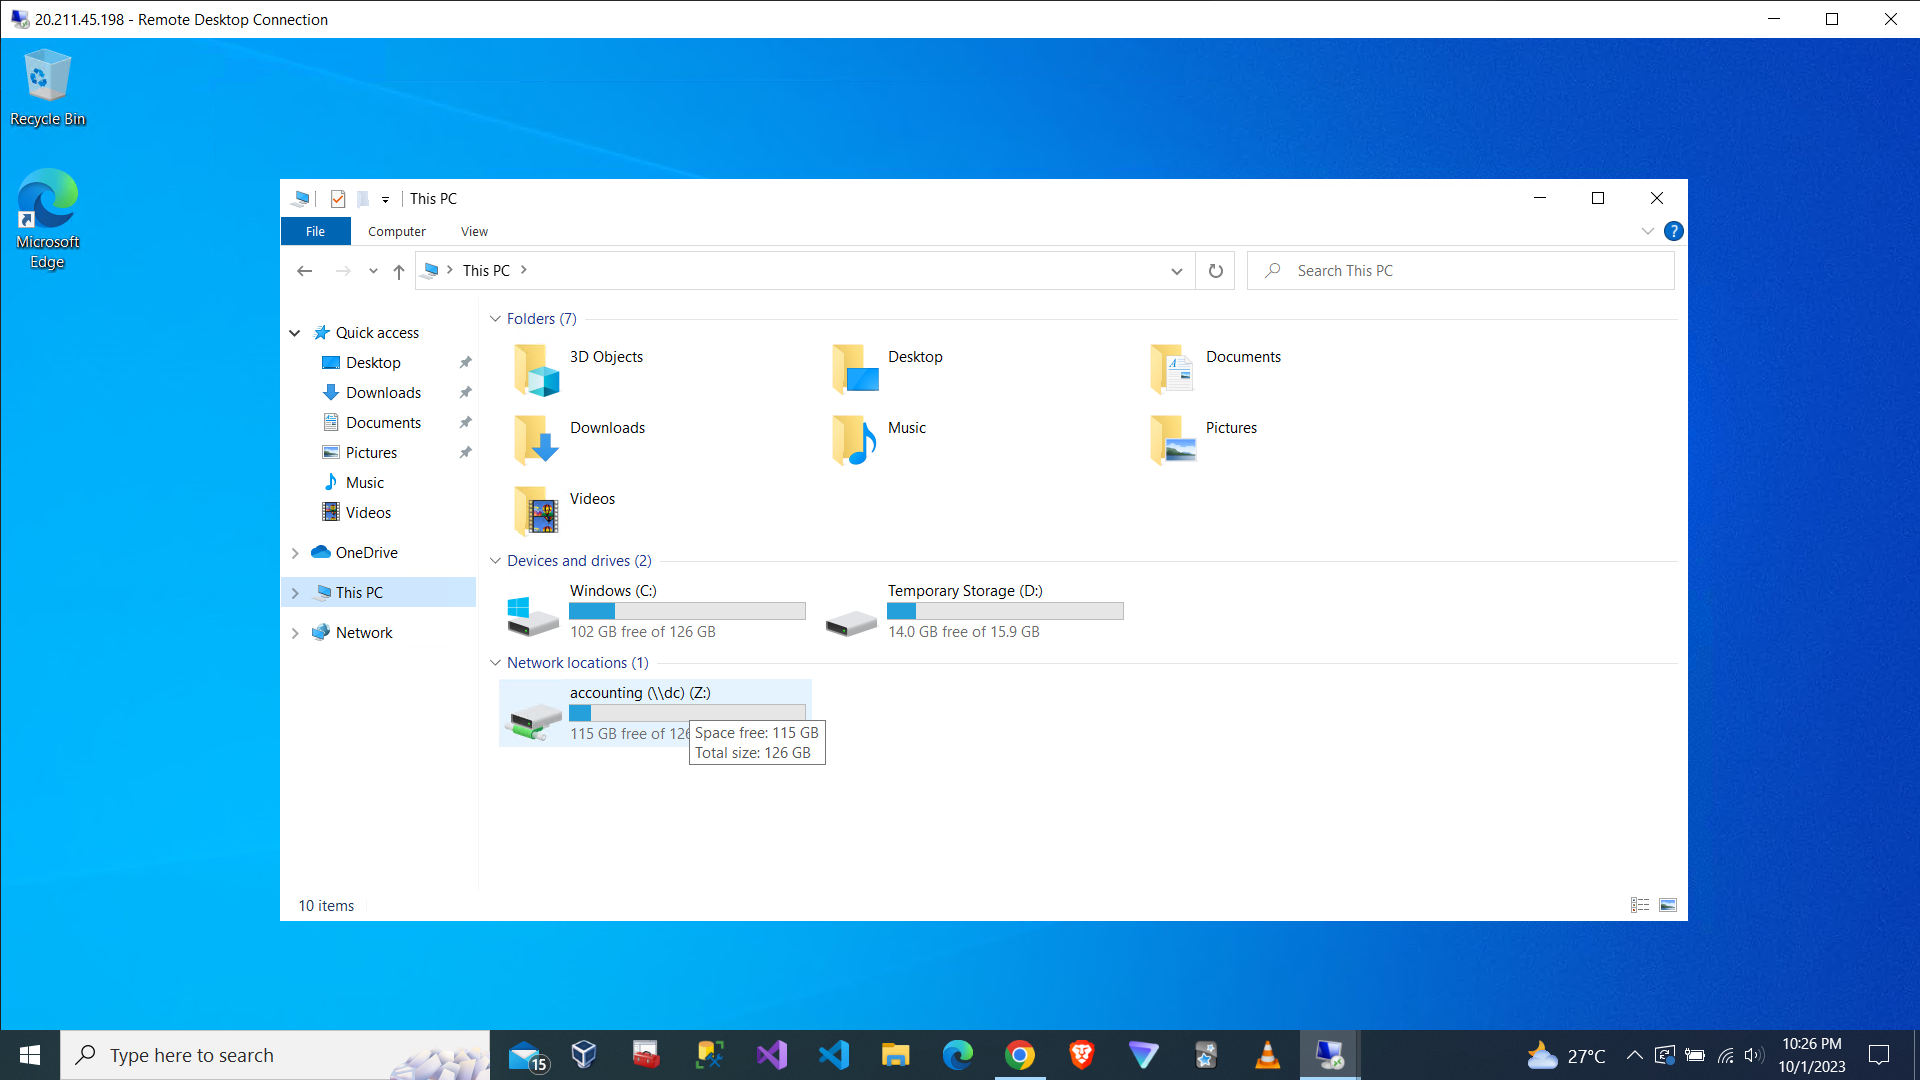 20.211.45.198 - Remote Desktop Connection
Recycle Bin
Microsoft
Edge
This PC
File
Computer
View
?
This PC
Search This PC
Quick access
Desktop
Downloads
Documents
Pictures
Music
Videos
OneDrive
This PC
Network
Folders (7)
3D Objects
Desktop
Documents
Downloads
Music
Pictures
Videos
Devices and drives (2)
Windows (C:)
102 GB free of 126 GB
Temporary Storage (D:)
14.0 GB free of 15.9 GB
Network locations (1)
accounting (\\dc) (Z:)
115 GB free of 126
Space free: 115 GB
Total size: 126 GB
10 items
Type here to search
15
27°C
10:26 PM
10/1/2023